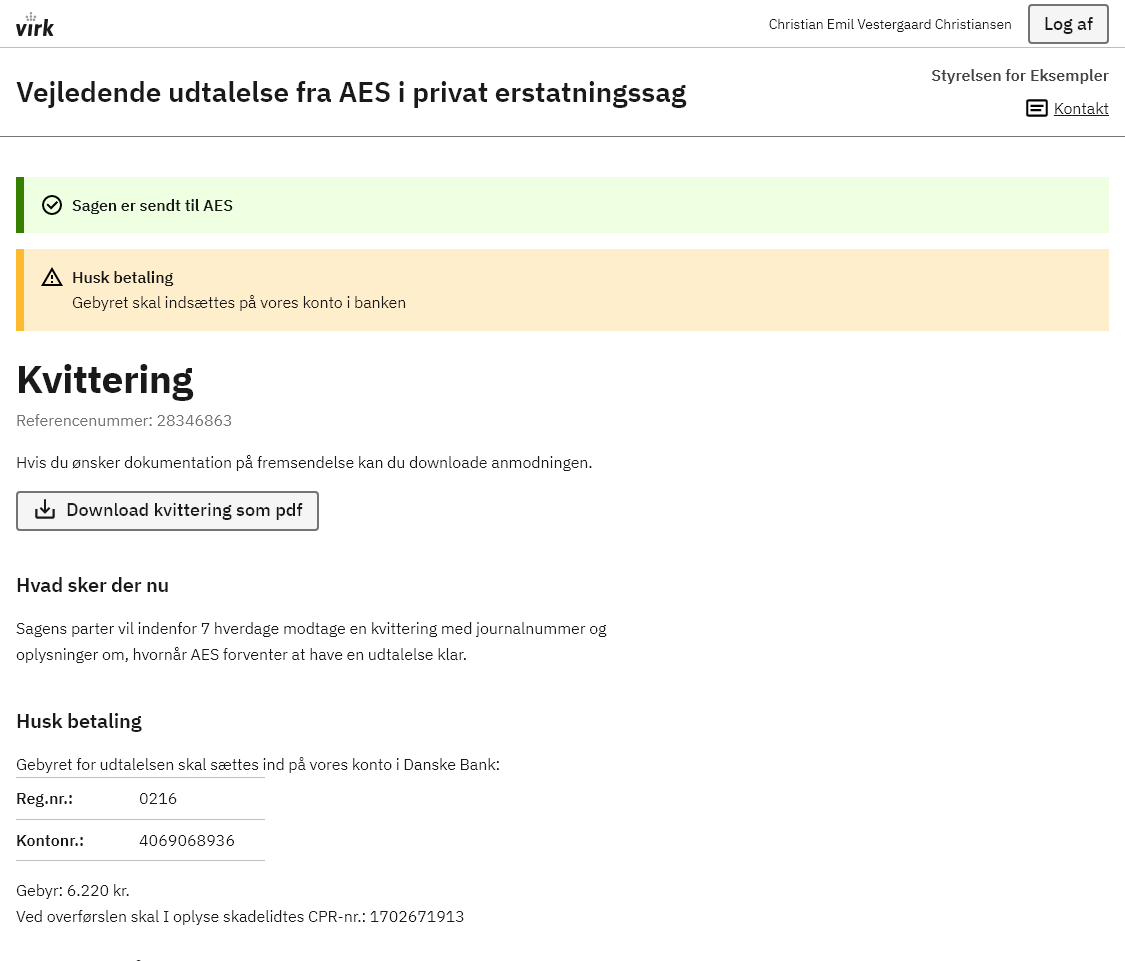 virk
Christian Emil Vestergaard Christiansen
Log af
Vejledende udtalelse fra AES i privat erstatningssag
Styrelsen for Eksempler
Kontakt
Sagen er sendt til AES
Husk betaling
Gebyret skal indsættes på vores konto i banken
Kvittering
Referencenummer: 28346863
Hvis du ønsker dokumentation på fremsendelse kan du downloade anmodningen.
Download kvittering som pdf
Hvad sker der nu
Sagens parter vil indenfor 7 hverdage modtage en kvittering med journalnummer og
oplysninger om, hvornår AES forventer at have en udtalelse klar.
Husk betaling
Gebyret for udtalelsen skal sættes ind på vores konto i Danske Bank:
Reg.nr.: 0216
Kontonr.: 4069068936
Gebyr: 6.220 kr.
Ved overførslen skal I oplyse skadelidtes CPR-nr.: 1702671913